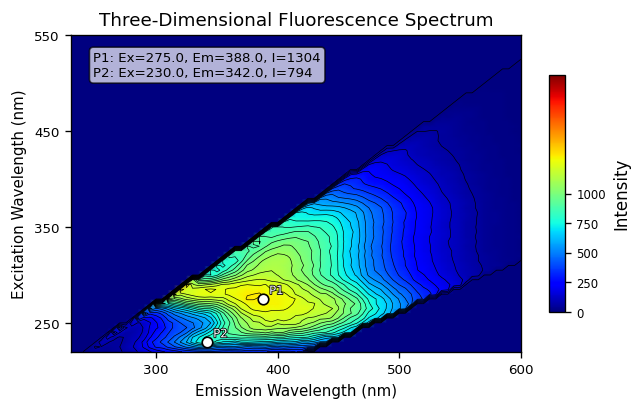 Three-Dimensional Fluorescence Spectrum
P1: Ex=275.0, Em=388.0, I=1304
P2: Ex=230.0, Em=342.0, I=794
550
450
350
250
Excitation Wavelength (nm)
P1
P2
300
400
500
600
Emission Wavelength (nm)
1000
750
500
250
0
Intensity